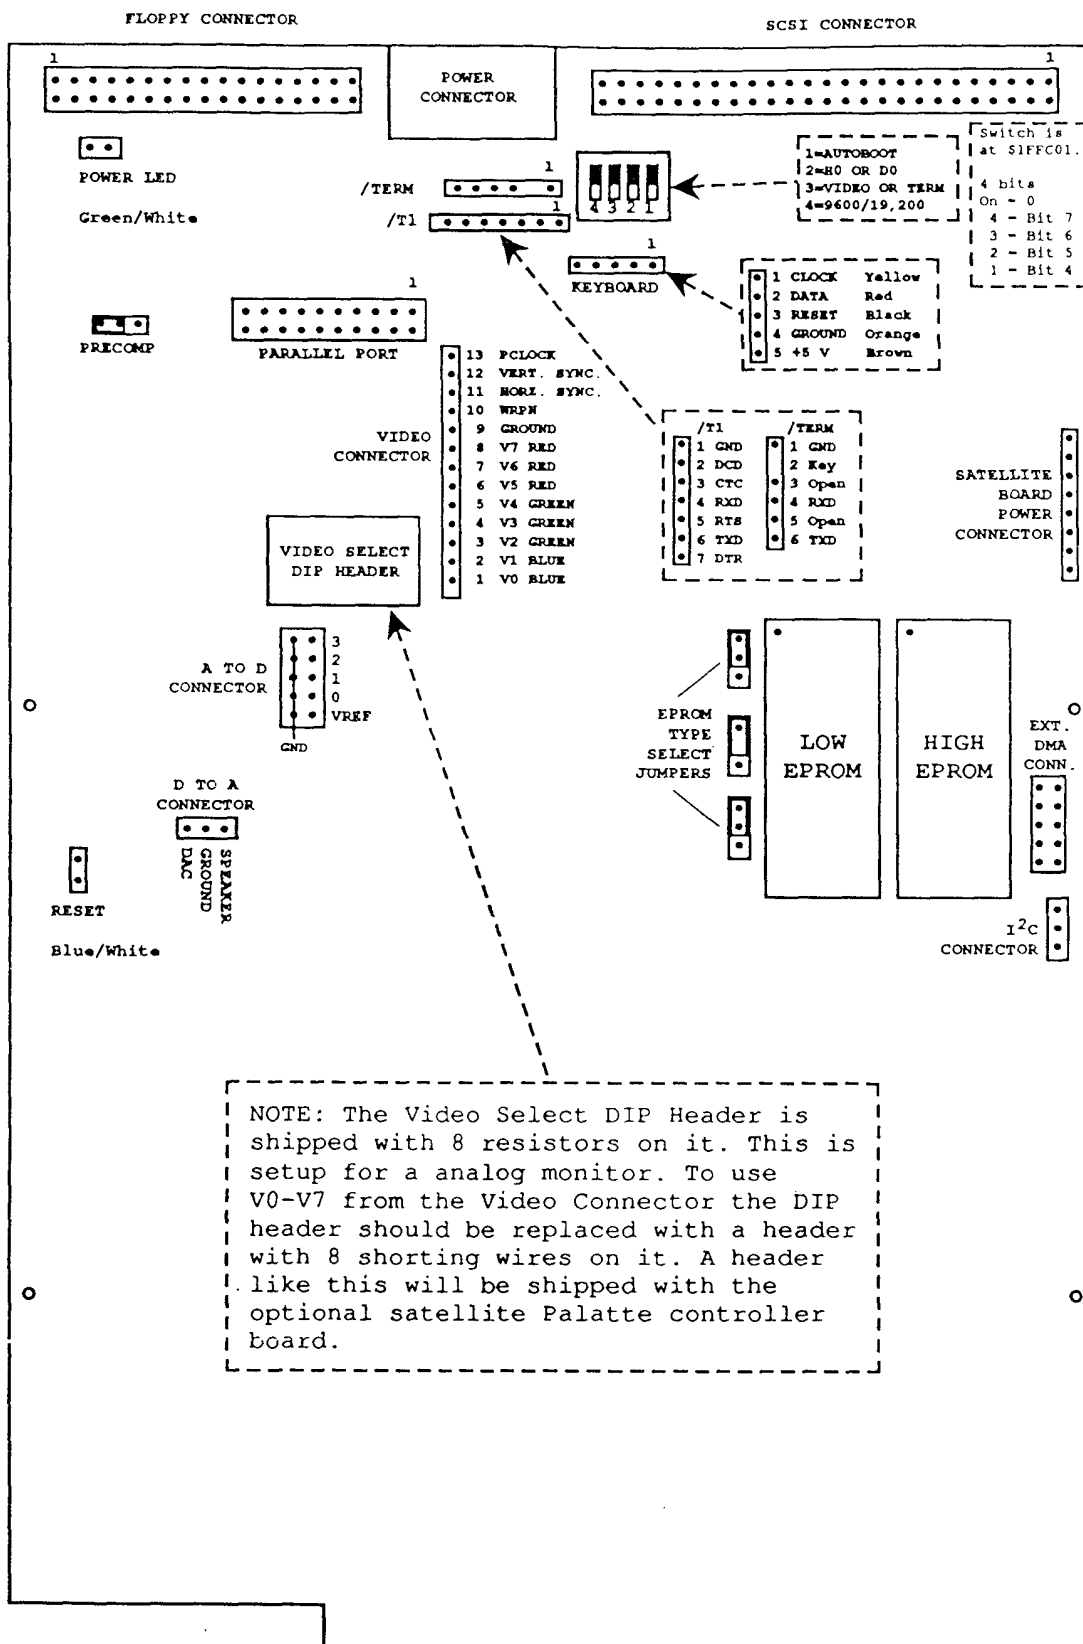 FLOPPY CONNECTOR
SCSI CONNECTOR
1
POWER
CONNECTOR
1
POWER LED
Green/White
/TERM
1
/T1
1
4 3 2 1
1=AUTOBOOT
2=H0 OR D0
3=VIDEO OR TERM
4=9600/19,200
Switch is
at $1FFC01.
4 bits
On - 0
4 - Bit 7
3 - Bit 6
2 - Bit 5
1 - Bit 4
1
KEYBOARD
1 CLOCK Yellow
2 DATA Red
3 RESET Black
4 GROUND Orange
5 +5 V Brown
PRECOMP
1
PARALLEL PORT
VIDEO
CONNECTOR
13 PCLOCK
12 VERT. SYNC.
11 HORZ. SYNC.
10 WRPN
9 GROUND
8 V7 RED
7 V6 RED
6 V5 RED
5 V4 GREEN
4 V3 GREEN
3 V2 GREEN
2 V1 BLUE
1 V0 BLUE
/T1
1 GND
2 DCD
3 CTC
4 RXD
5 RTS
6 TXD
7 DTR
/TERM
1 GND
2 Key
3 Open
4 RXD
5 Open
6 TXD
SATELLITE
BOARD
POWER
CONNECTOR
VIDEO SELECT
DIP HEADER
A TO D
CONNECTOR
3
2
1
0
VREF
GND
EPROM
TYPE
SELECT
JUMPERS
LOW
EPROM
HIGH
EPROM
EXT.
DMA
CONN.
D TO A
CONNECTOR
DAC
GROUND
SPEAKER
RESET
Blue/White
I²C
CONNECTOR
NOTE: The Video Select DIP Header is
shipped with 8 resistors on it. This is
setup for a analog monitor. To use
V0-V7 from the Video Connector the DIP
header should be replaced with a header
with 8 shorting wires on it. A header
like this will be shipped with the
optional satellite Palatte controller
board.